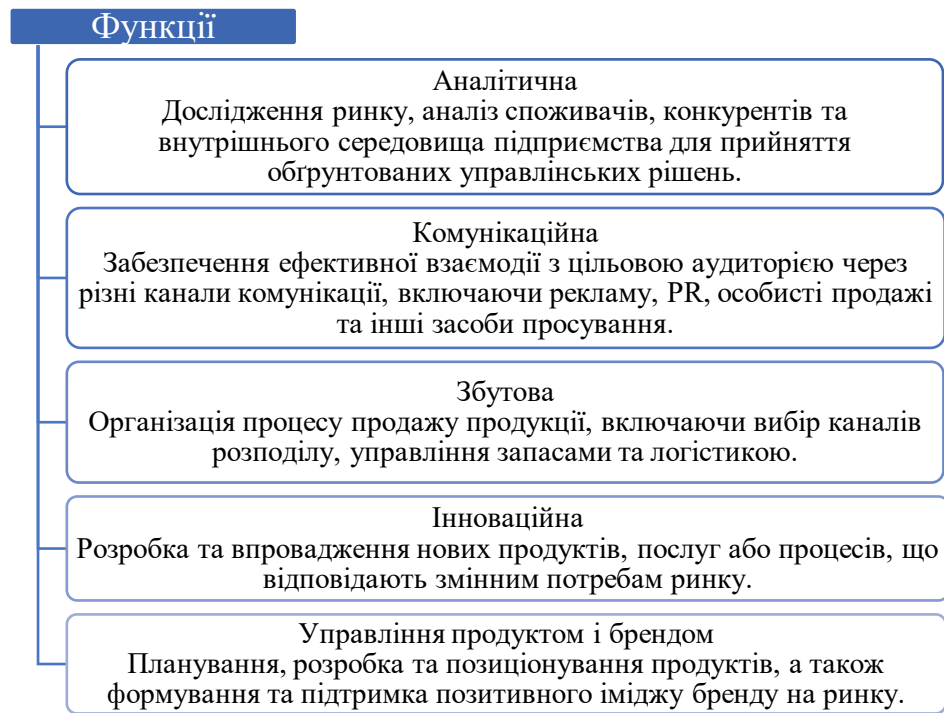 Функції
Аналітична
Дослідження ринку, аналіз споживачів, конкурентів та
внутрішнього середовища підприємства для прийняття
обґрунтованих управлінських рішень.
Комунікаційна
Забезпечення ефективної взаємодії з цільовою аудиторією через
різні канали комунікації, включаючи рекламу, PR, особисті продажі
та інші засоби просування.
Збутова
Організація процесу продажу продукції, включаючи вибір каналів
розподілу, управління запасами та логістикою.
Інноваційна
Розробка та впровадження нових продуктів, послуг або процесів, що
відповідають змінним потребам ринку.
Управління продуктом і брендом
Планування, розробка та позиціонування продуктів, а також
формування та підтримка позитивного іміджу бренду на ринку.